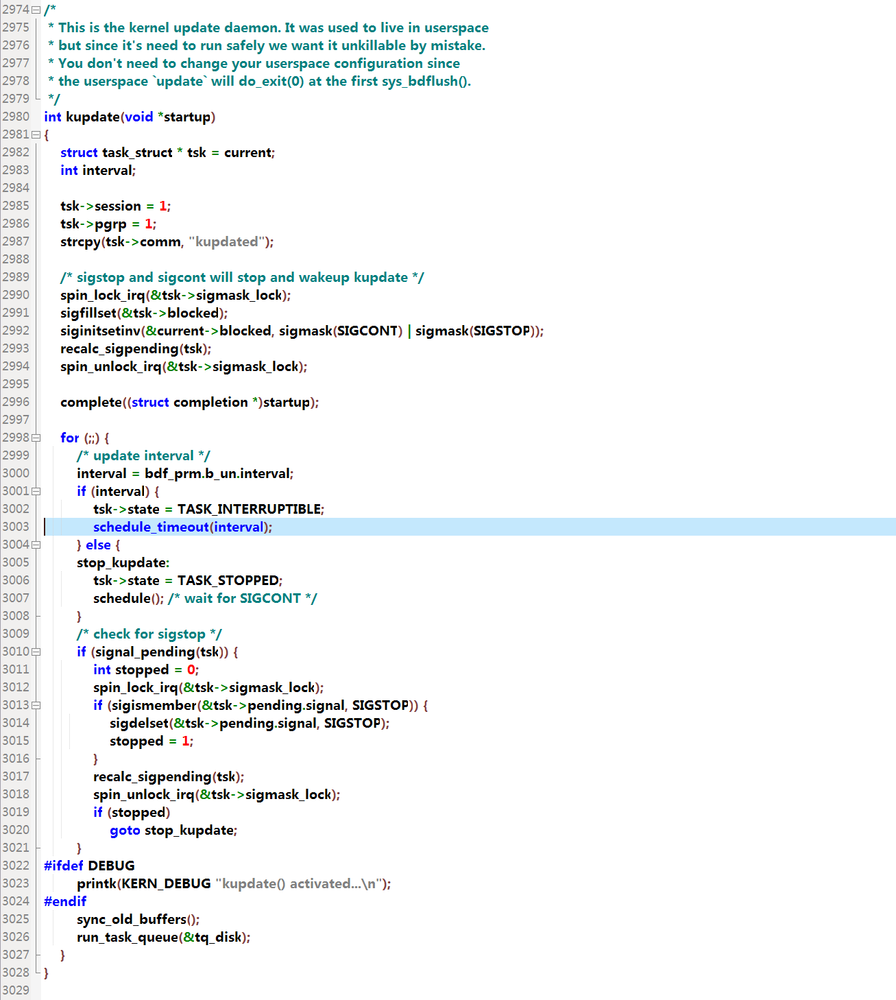 2974 /*
2975  * This is the kernel update daemon. It was used to live in userspace
2976  * but since it's need to run safely we want it unkillable by mistake.
2977  * You don't need to change your userspace configuration since
2978  * the userspace `update` will do_exit(0) at the first sys_bdflush().
2979  */
2980 int kupdate(void *startup)
2981 {
2982     struct task_struct * tsk = current;
2983     int interval;
2984
2985     tsk->session = 1;
2986     tsk->pgrp = 1;
2987     strcpy(tsk->comm, "kupdated");
2988
2989     /* sigstop and sigcont will stop and wakeup kupdate */
2990     spin_lock_irq(&tsk->sigmask_lock);
2991     sigfillset(&tsk->blocked);
2992     siginitsetinv(&current->blocked, sigmask(SIGCONT) | sigmask(SIGSTOP));
2993     recalc_sigpending(tsk);
2994     spin_unlock_irq(&tsk->sigmask_lock);
2995
2996     complete((struct completion *)startup);
2997
2998     for (;;) {
2999         /* update interval */
3000         interval = bdf_prm.b_un.interval;
3001         if (interval) {
3002             tsk->state = TASK_INTERRUPTIBLE;
3003             schedule_timeout(interval);
3004         } else {
3005         stop_kupdate:
3006             tsk->state = TASK_STOPPED;
3007             schedule(); /* wait for SIGCONT */
3008         }
3009         /* check for sigstop */
3010         if (signal_pending(tsk)) {
3011             int stopped = 0;
3012             spin_lock_irq(&tsk->sigmask_lock);
3013             if (sigismember(&tsk->pending.signal, SIGSTOP)) {
3014                 sigdelset(&tsk->pending.signal, SIGSTOP);
3015                 stopped = 1;
3016             }
3017             recalc_sigpending(tsk);
3018             spin_unlock_irq(&tsk->sigmask_lock);
3019             if (stopped)
3020                 goto stop_kupdate;
3021         }
3022 #ifdef DEBUG
3023         printk(KERN_DEBUG "kupdate() activated...\n");
3024 #endif
3025         sync_old_buffers();
3026         run_task_queue(&tq_disk);
3027     }
3028 }
3029